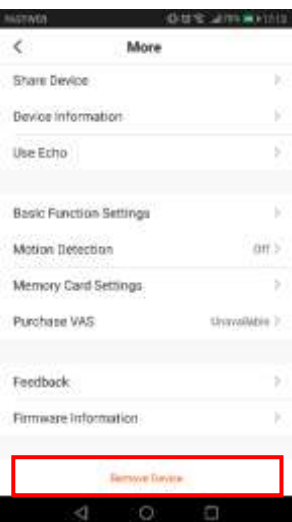 More
Share Device
Device Information
Use Echo
Basic Function Settings
Motion Detection Off
Memory Card Settings
Purchase VAS Unavailable
Feedback
Firmware Information
Remove Device